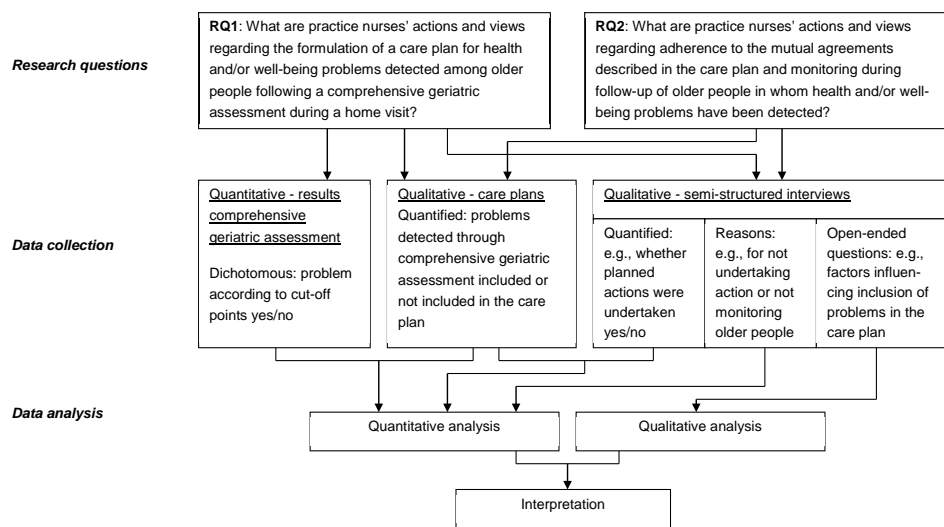 Research questions
RQ1: What are practice nurses' actions and views
regarding the formulation of a care plan for health
and/or well-being problems detected among older
people following a comprehensive geriatric
assessment during a home visit?
RQ2: What are practice nurses' actions and views
regarding adherence to the mutual agreements
described in the care plan and monitoring during
follow-up of older people in whom health and/or well-
being problems have been detected?
Data collection
Quantitative - results
comprehensive
geriatric assessment
Dichotomous: problem
according to cut-off
points yes/no
Qualitative - care plans
Quantified: problems
detected through
comprehensive geriatric
assessment included or
not included in the care
plan
Qualitative - semi-structured interviews
Quantified:
e.g., whether
planned
actions were
undertaken
yes/no
Reasons:
e.g., for not
undertaking
action or not
monitoring
older people
Open-ended
questions: e.g.,
factors influen-
cing inclusion of
problems in the
care plan
Data analysis
Quantitative analysis
Qualitative analysis
Interpretation